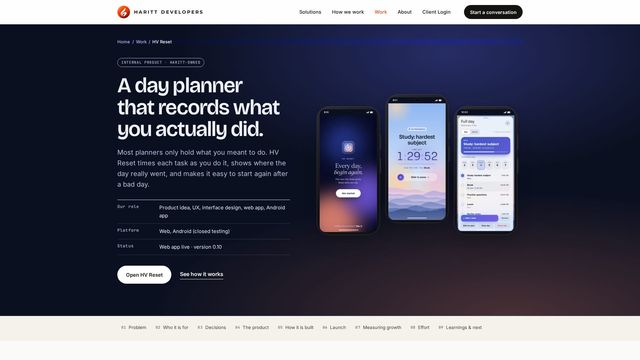 HARITT DEVELOPERS
Solutions
How we work
Work
About
Client Login
Start a conversation
Home / Work / HV Reset
INTERNAL PRODUCT · HARITT-OWNED
A day planner
that records what
you actually did.
Most planners only hold what you meant to do. HV
Reset times each task as you do it, shows where the
day really went, and makes it easy to start again after
a bad day.
Our role
Product idea, UX, interface design, web app, Android
app
Platform
Web, Android (closed testing)
Status
Web app live · version 0.10
Open HV Reset
See how it works
Every day,
Begin again.
Study: hardest
subject
1:29 52
Full day
Study: hardest
subject
01 Problem
02 Who it is for
03 Decisions
04 The product
05 How it is built
06 Launch
07 Measuring growth
08 Effort
09 Learnings & next